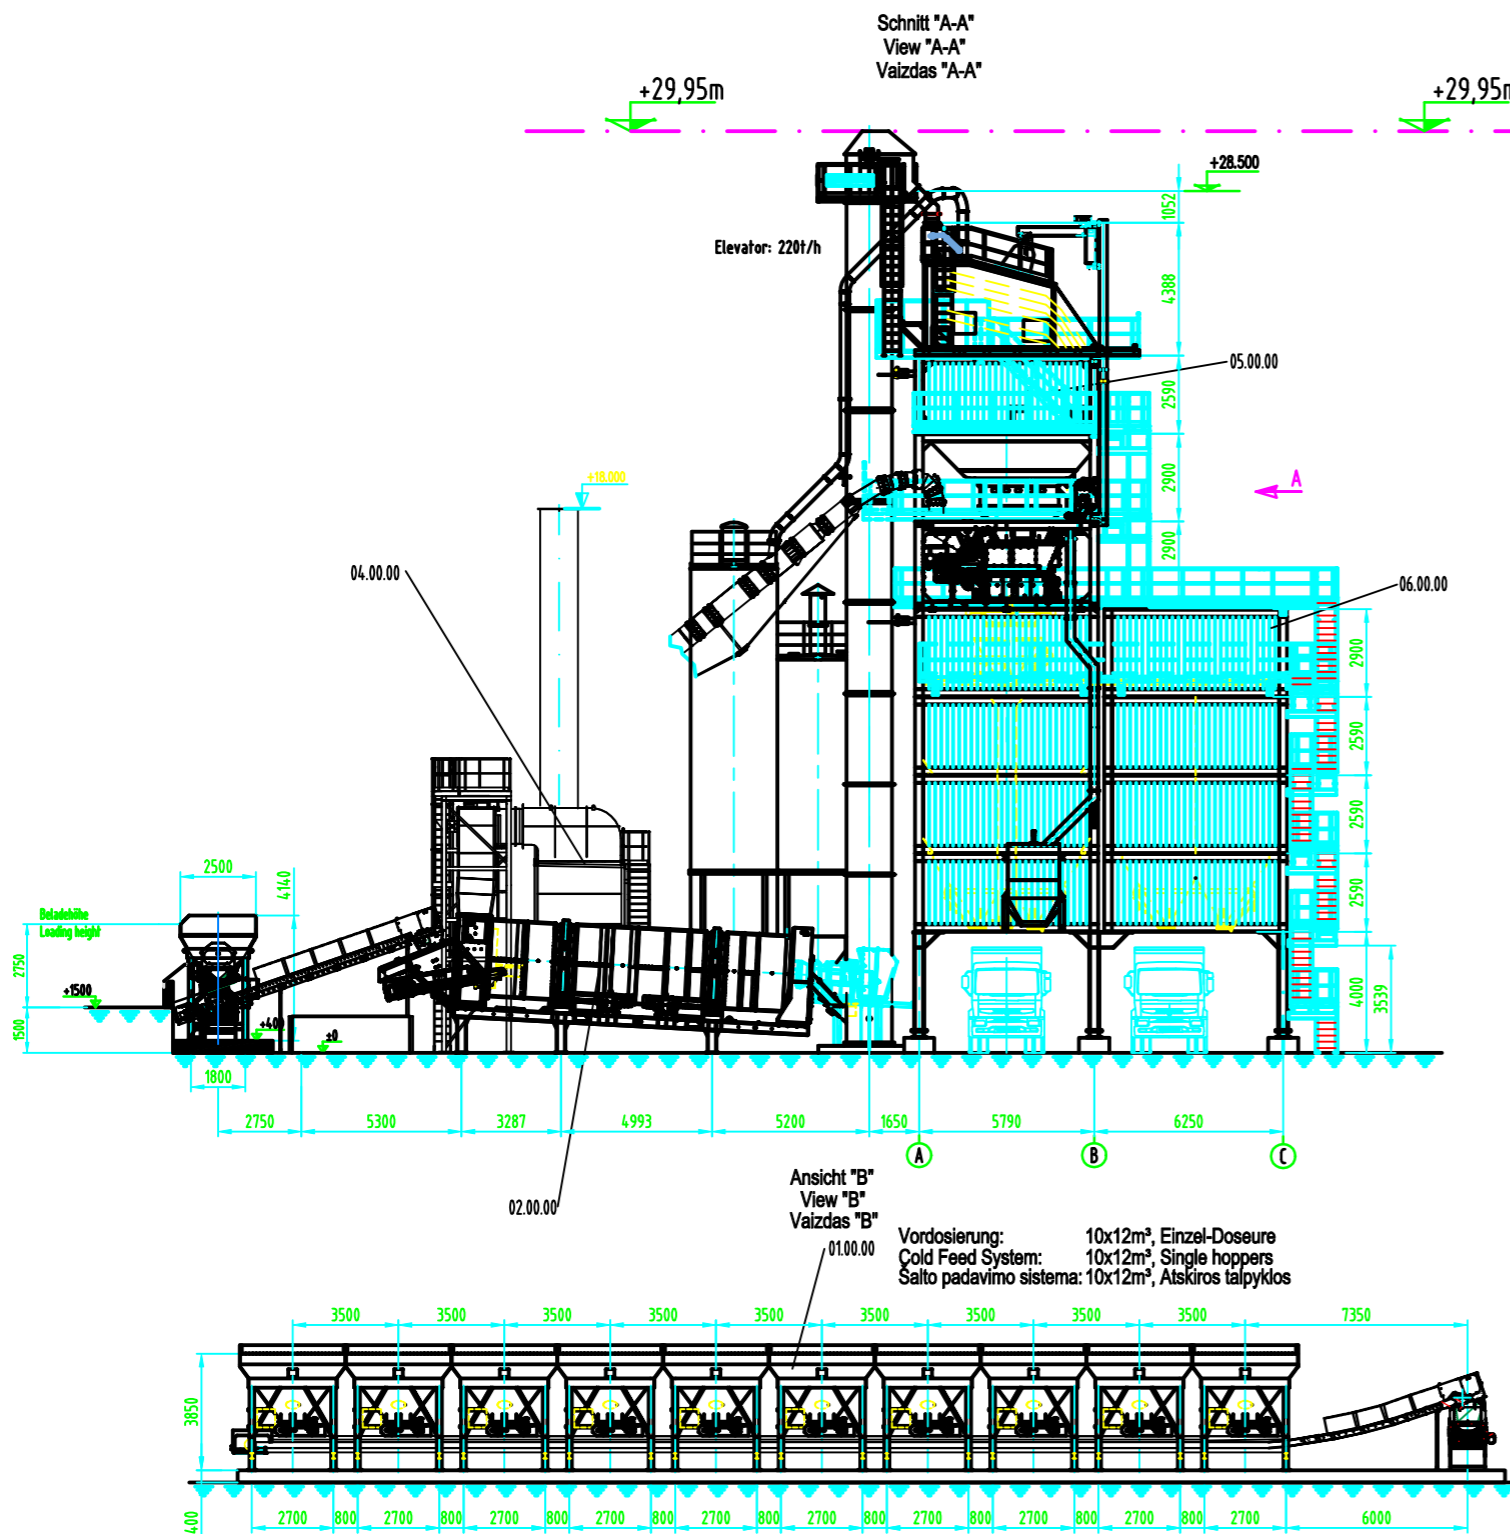 Schnitt "A-A"
View "A-A"
Vaizdas "A-A"
+29,95m
+29,95m
+28.500
1052
Elevator: 220t/h
4388
05.00.00
2590
2900
A
+18.000
2900
04.00.00
06.00.00
2900
2590
2590
2590
2500
4140
Beladehöhe
Loading height
2750
+1500
1500
+400
±0
4000
3539
1800
2750
5300
3287
4993
5200
1650
5790
6250
A
B
C
02.00.00
Ansicht "B"
View "B"
Vaizdas "B"
01.00.00
Vordosierung: 10x12m³, Einzel-Doseure
Cold Feed System: 10x12m³, Single hoppers
Šalto padavimo sistema: 10x12m³, Atskiros talpyklos
3500 3500 3500 3500 3500 3500 3500 3500 3500 7350
3850
400
2700 800 2700 800 2700 800 2700 800 2700 800 2700 800 2700 800 2700 800 2700 800 2700 6000